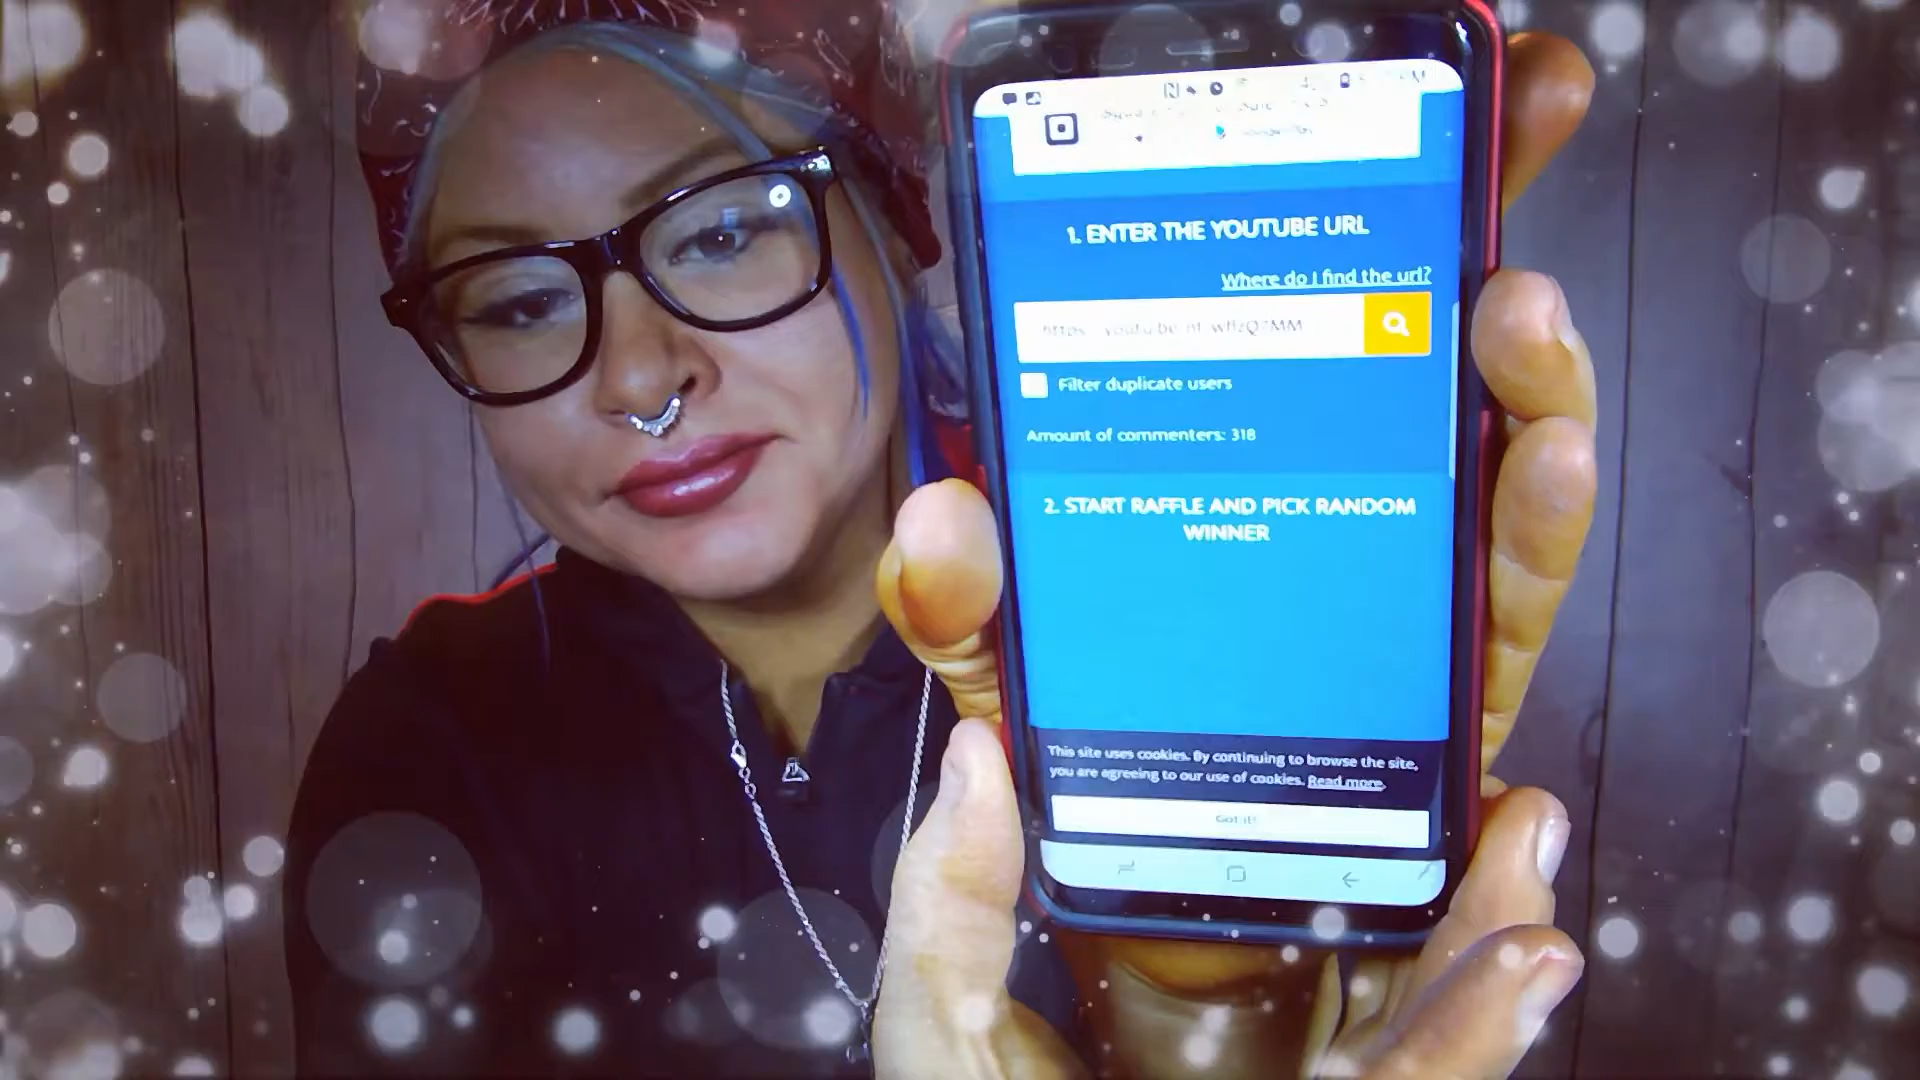 1. ENTER THE YOUTUBE URL
Where do I find the url?
Filter duplicate users
Amount of commenters: 318
2. START RAFFLE AND PICK RANDOM
WINNER
This site uses cookies. By continuing to browse the site,
you are agreeing to our use of cookies. Read more.
Got it!